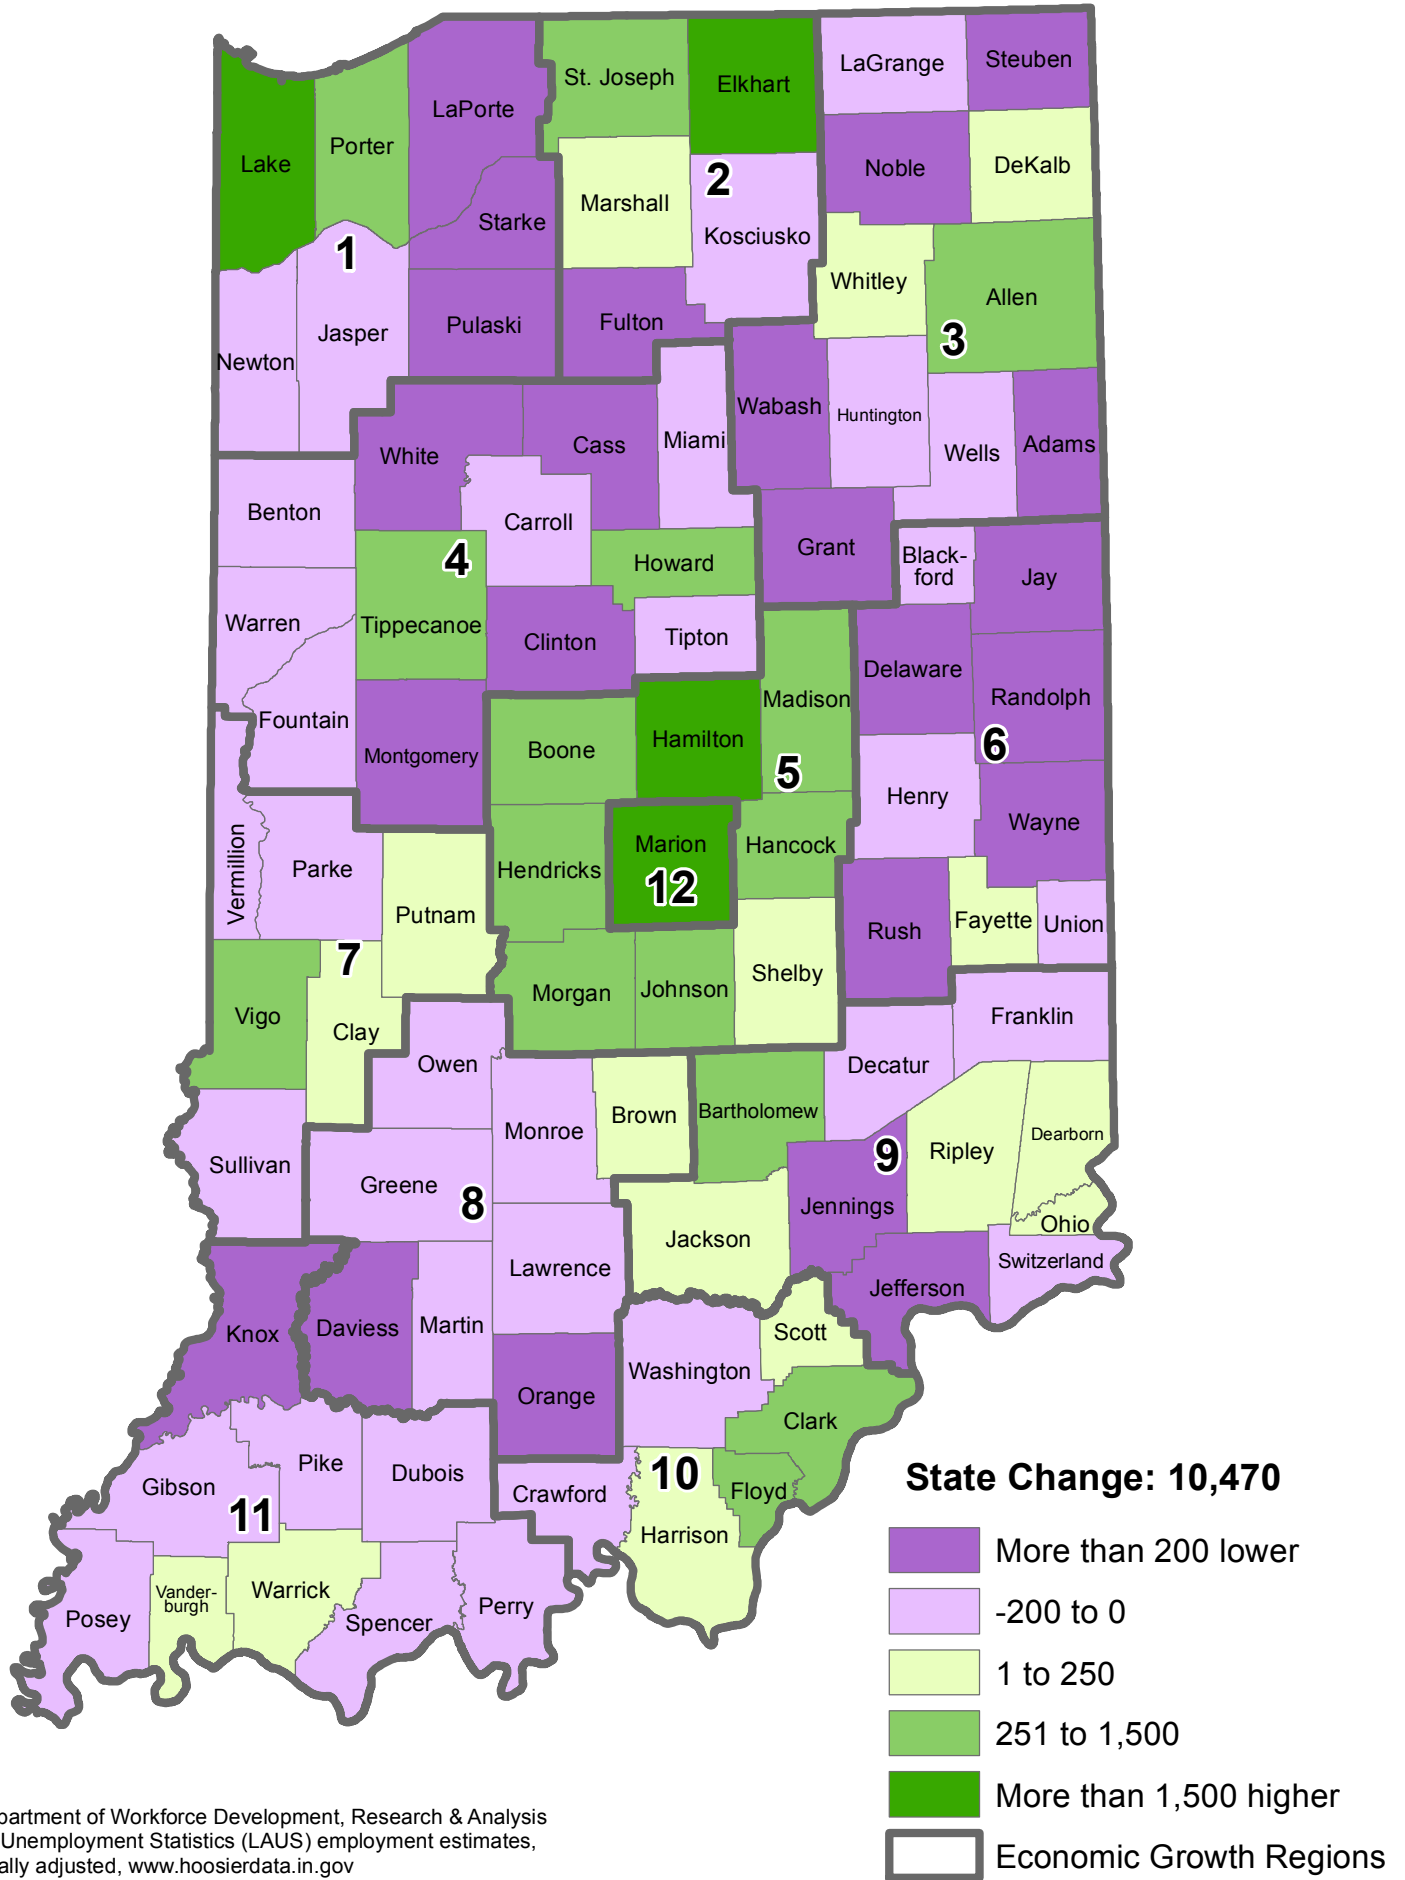 LaGrange
Steuben
St. Joseph
Elkhart
LaPorte
Porter
Lake
Noble
DeKalb
2
Marshall
Starke
Kosciusko
1
Whitley
Allen
Jasper
Pulaski
Fulton
3
Newton
Wabash
Huntington
White
Cass
Miami
Wells
Adams
Benton
Carroll
Grant
4
Howard
Black-
ford
Jay
Warren
Tippecanoe
Clinton
Tipton
Delaware
Fountain
Madison
Randolph
Montgomery
Boone
Hamilton
6
5
Henry
Vermillion
Parke
Hendricks
Marion
12
Hancock
Wayne
Putnam
Rush
Fayette
Union
7
Shelby
Vigo
Clay
Morgan
Johnson
Franklin
Owen
Decatur
Monroe
Brown
Bartholomew
Dearborn
Sullivan
Greene
8
9
Ripley
Jennings
Jackson
Ohio
Lawrence
Switzerland
Jefferson
Knox
Daviess
Martin
Scott
Washington
Orange
Clark
Gibson
Pike
Dubois
10
Crawford
Floyd
11
Harrison
Vander-
burgh
Warrick
Posey
Spencer
Perry
State Change: 10,470
More than 200 lower
-200 to 0
1 to 250
251 to 1,500
More than 1,500 higher
Economic Growth Regions
partment of Workforce Development, Research & Analysis
Unemployment Statistics (LAUS) employment estimates,
ally adjusted, www.hoosierdata.in.gov